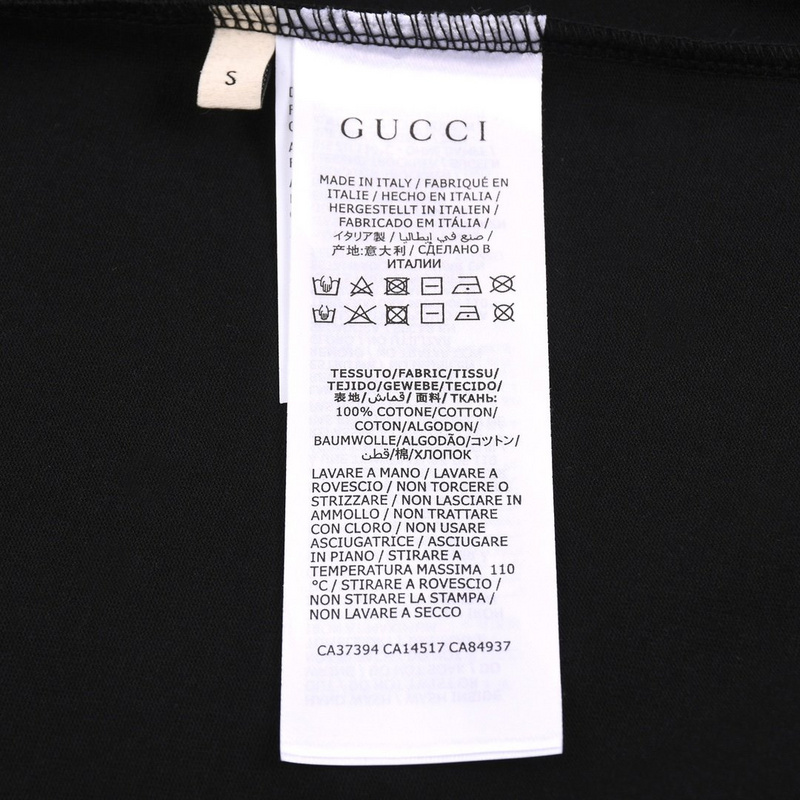 S
GUCCI
MADE IN ITALY / FABRIQUÉ EN
ITALIE / HECHO EN ITALIA /
HERGESTELLT IN ITALIEN /
FABRICADO EM ITÁLIA /
イタリア製 / صنع في إيطاليا /
产地:意大利 / СДЕЛАНО В
ИТАЛИИ
TESSUTO/FABRIC/TISSU/
TEJIDO/GEWEBE/TECIDO/
表地/قماش/ 面料/ ТКАНЬ:
100% COTONE/COTTON/
COTON/ALGODON/
BAUMWOLLE/ALGODÃO/コットン/
قطن/棉/ХЛОПОК
LAVARE A MANO / LAVARE A
ROVESCIO / NON TORCERE O
STRIZZARE / NON LASCIARE IN
AMMOLLO / NON TRATTARE
CON CLORO / NON USARE
ASCIUGATRICE / ASCIUGARE
IN PIANO / STIRARE A
TEMPERATURA MASSIMA 110
°C / STIRARE A ROVESCIO /
NON STIRARE LA STAMPA /
NON LAVARE A SECCO
CA37394 CA14517 CA84937